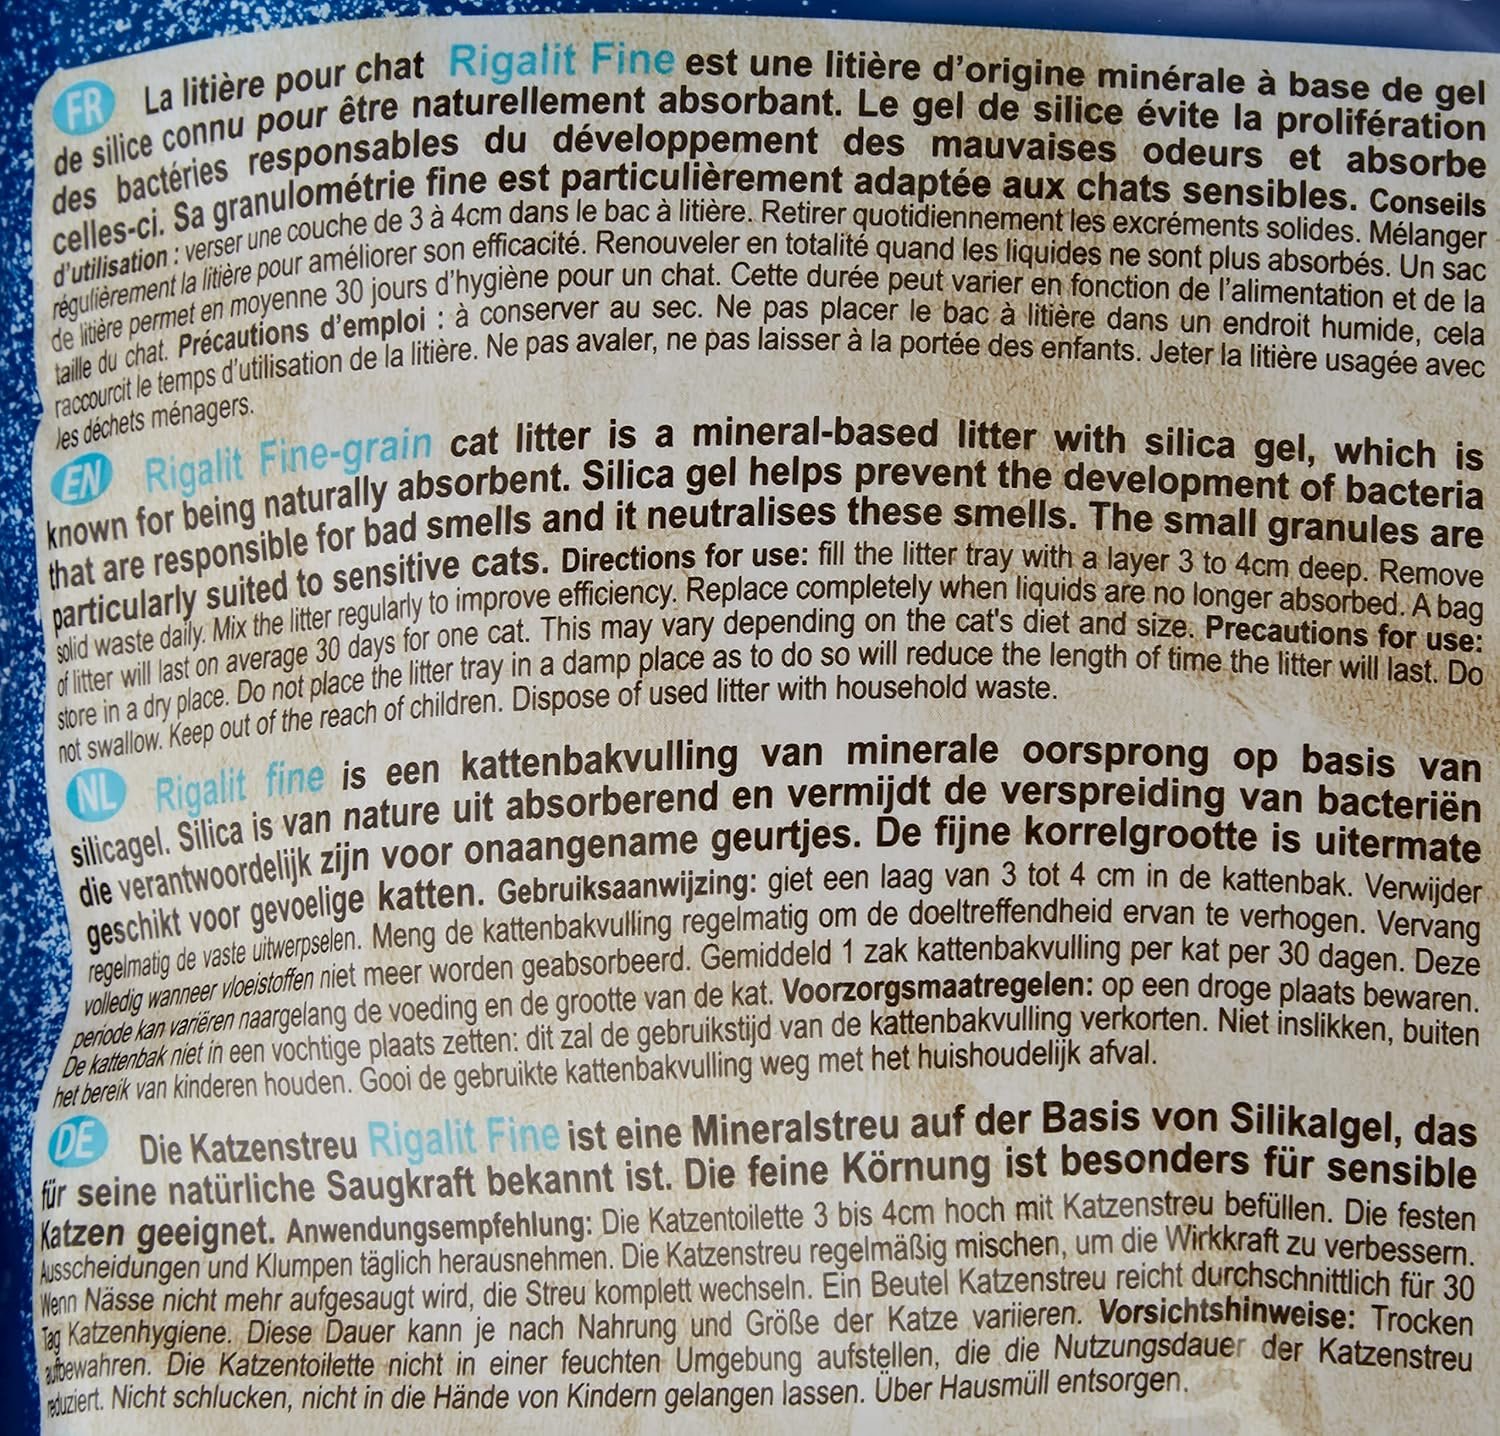 FR La litière pour chat Rigalit Fine est une litière d'origine minérale à base de gel
de silice connu pour être naturellement absorbant. Le gel de silice évite la prolifération
des bactéries responsables du développement des mauvaises odeurs et absorbe
celles-ci. Sa granulométrie fine est particulièrement adaptée aux chats sensibles. Conseils
d'utilisation : verser une couche de 3 à 4cm dans le bac à litière. Retirer quotidiennement les excréments solides. Mélanger
régulièrement la litière pour améliorer son efficacité. Renouveler en totalité quand les liquides ne sont plus absorbés. Un sac
de litière permet en moyenne 30 jours d'hygiène pour un chat. Cette durée peut varier en fonction de l'alimentation et de la
taille du chat. Précautions d'emploi : à conserver au sec. Ne pas placer le bac à litière dans un endroit humide, cela
raccourcit le temps d'utilisation de la litière. Ne pas avaler, ne pas laisser à la portée des enfants. Jeter la litière usagée avec
les déchets ménagers.
EN Rigalit Fine-grain cat litter is a mineral-based litter with silica gel, which is
known for being naturally absorbent. Silica gel helps prevent the development of bacteria
that are responsible for bad smells and it neutralises these smells. The small granules are
particularly suited to sensitive cats. Directions for use: fill the litter tray with a layer 3 to 4cm deep. Remove
solid waste daily. Mix the litter regularly to improve efficiency. Replace completely when liquids are no longer absorbed. A bag
of litter will last on average 30 days for one cat. This may vary depending on the cat's diet and size. Precautions for use:
store in a dry place. Do not place the litter tray in a damp place as to do so will reduce the length of time the litter will last. Do
not swallow. Keep out of the reach of children. Dispose of used litter with household waste.
NL Rigalit fine is een kattenbakvulling van minerale oorsprong op basis van
silicagel. Silica is van nature uit absorberend en vermijdt de verspreiding van bacteriën
die verantwoordelijk zijn voor onaangename geurtjes. De fijne korrelgrootte is uitermate
geschikt voor gevoelige katten. Gebruiksaanwijzing: giet een laag van 3 tot 4 cm in de kattenbak. Verwijder
regelmatig de vaste uitwerpselen. Meng de kattenbakvulling regelmatig om de doeltreffendheid ervan te verhogen. Vervang
volledig wanneer vloeistoffen niet meer worden geabsorbeerd. Gemiddeld 1 zak kattenbakvulling per kat per 30 dagen. Deze
periode kan variëren naargelang de voeding en de grootte van de kat. Voorzorgsmaatregelen: op een droge plaats bewaren.
De kattenbak niet in een vochtige plaats zetten: dit zal de gebruikstijd van de kattenbakvulling verkorten. Niet inslikken, buiten
het bereik van kinderen houden. Gooi de gebruikte kattenbakvulling weg met het huishoudelijk afval.
DE Die Katzenstreu Rigalit Fine ist eine Mineralstreu auf der Basis von Silikalgel, das
für seine natürliche Saugkraft bekannt ist. Die feine Körnung ist besonders für sensible
Katzen geeignet. Anwendungsempfehlung: Die Katzentoilette 3 bis 4cm hoch mit Katzenstreu befüllen. Die festen
Ausscheidungen und Klumpen täglich herausnehmen. Die Katzenstreu regelmäßig mischen, um die Wirkkraft zu verbessern.
Wenn Nässe nicht mehr aufgesaugt wird, die Streu komplett wechseln. Ein Beutel Katzenstreu reicht durchschnittlich für 30
Tag Katzenhygiene. Diese Dauer kann je nach Nahrung und Größe der Katze variieren. Vorsichtshinweise: Trocken
aufbewahren. Die Katzentoilette nicht in einer feuchten Umgebung aufstellen, die die Nutzungsdauer der Katzenstreu
reduziert. Nicht schlucken, nicht in die Hände von Kindern gelangen lassen. Über Hausmüll entsorgen.